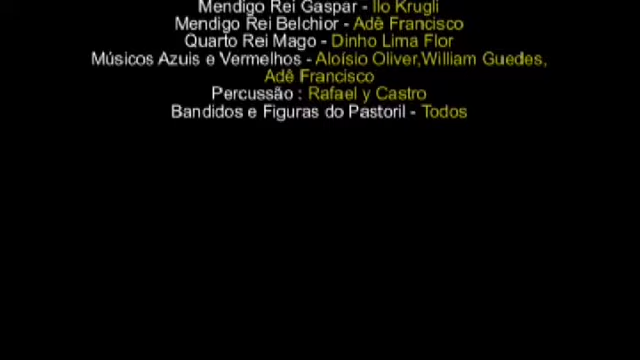 Mendigo Rei Gaspar - Ilo Krugli
Mendigo Rei Belchior - Adê Francisco
Quarto Rei Mago - Dinho Lima Flor
Músicos Azuis e Vermelhos - Aloísio Oliver,William Guedes,
Adê Francisco
Percussão : Rafael y Castro
Bandidos e Figuras do Pastoril - Todos